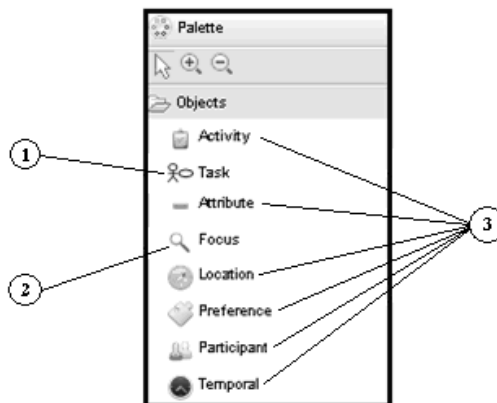 Palette
Objects
Activity
1
Task
Attribute
3
Focus
Location
2
Preference
Participant
Temporal